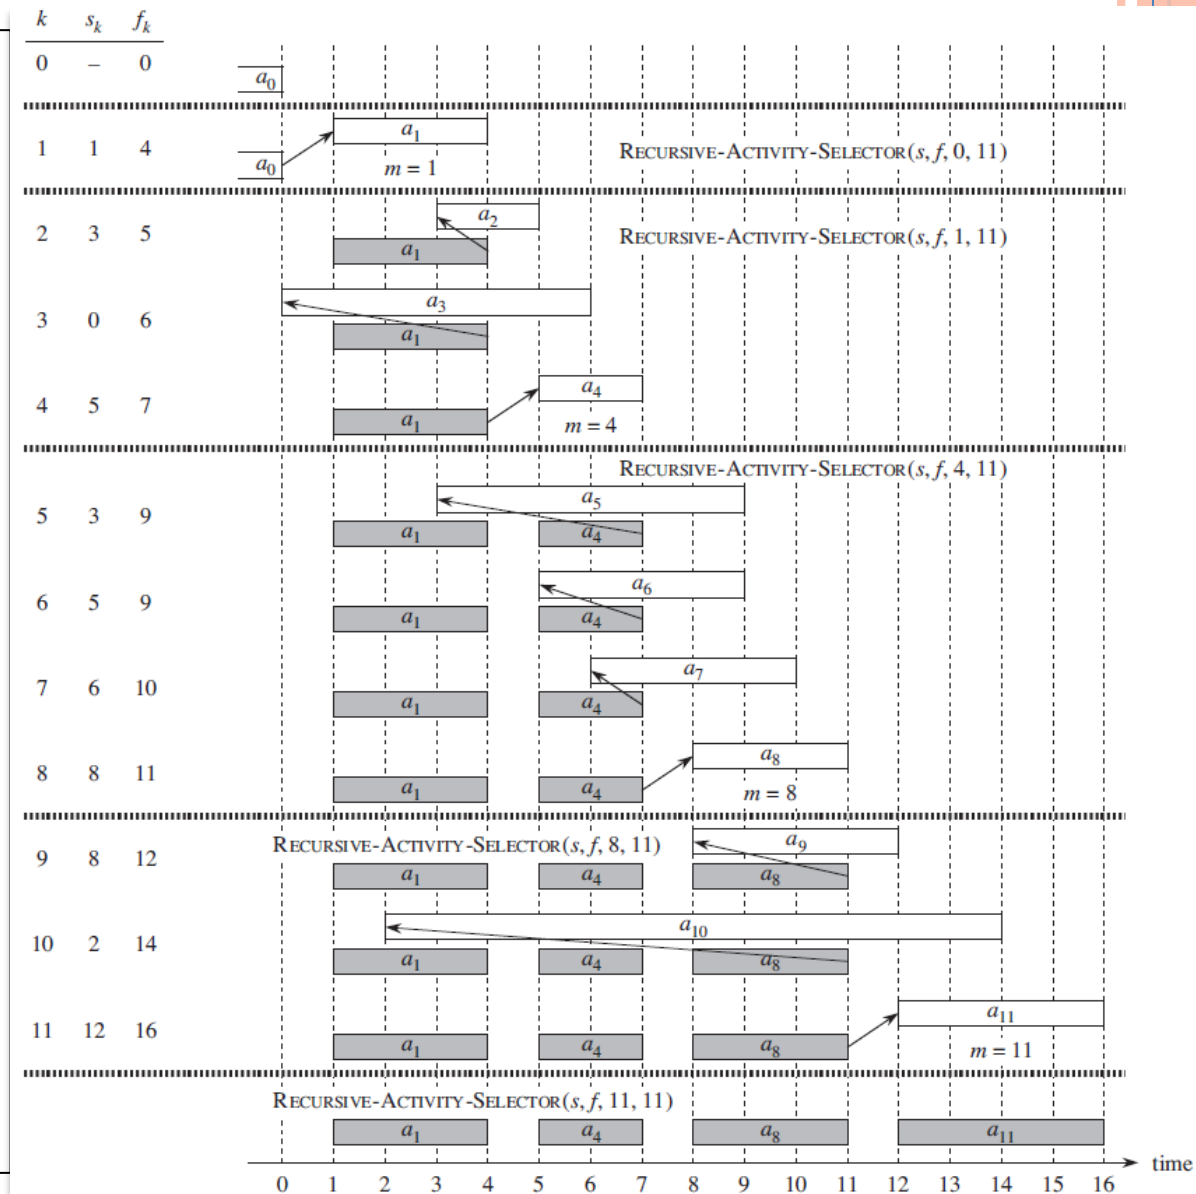 k s_k f_k
0 – 0
a_0
1 1 4
a_1
a_0
m = 1
RECURSIVE-ACTIVITY-SELECTOR(s, f, 0, 11)
2 3 5
a_2
a_1
RECURSIVE-ACTIVITY-SELECTOR(s, f, 1, 11)
3 0 6
a_3
a_1
4 5 7
a_4
a_1
m = 4
RECURSIVE-ACTIVITY-SELECTOR(s, f, 4, 11)
5 3 9
a_5
a_1 a_4
6 5 9
a_6
a_1 a_4
7 6 10
a_7
a_1 a_4
8 8 11
a_8
a_1 a_4
m = 8
RECURSIVE-ACTIVITY-SELECTOR(s, f, 8, 11)
9 8 12
a_9
a_1 a_4 a_8
10 2 14
a_10
a_1 a_4 a_8
11 12 16
a_11
a_1 a_4 a_8
m = 11
RECURSIVE-ACTIVITY-SELECTOR(s, f, 11, 11)
a_1 a_4 a_8 a_11
time
0 1 2 3 4 5 6 7 8 9 10 11 12 13 14 15 16